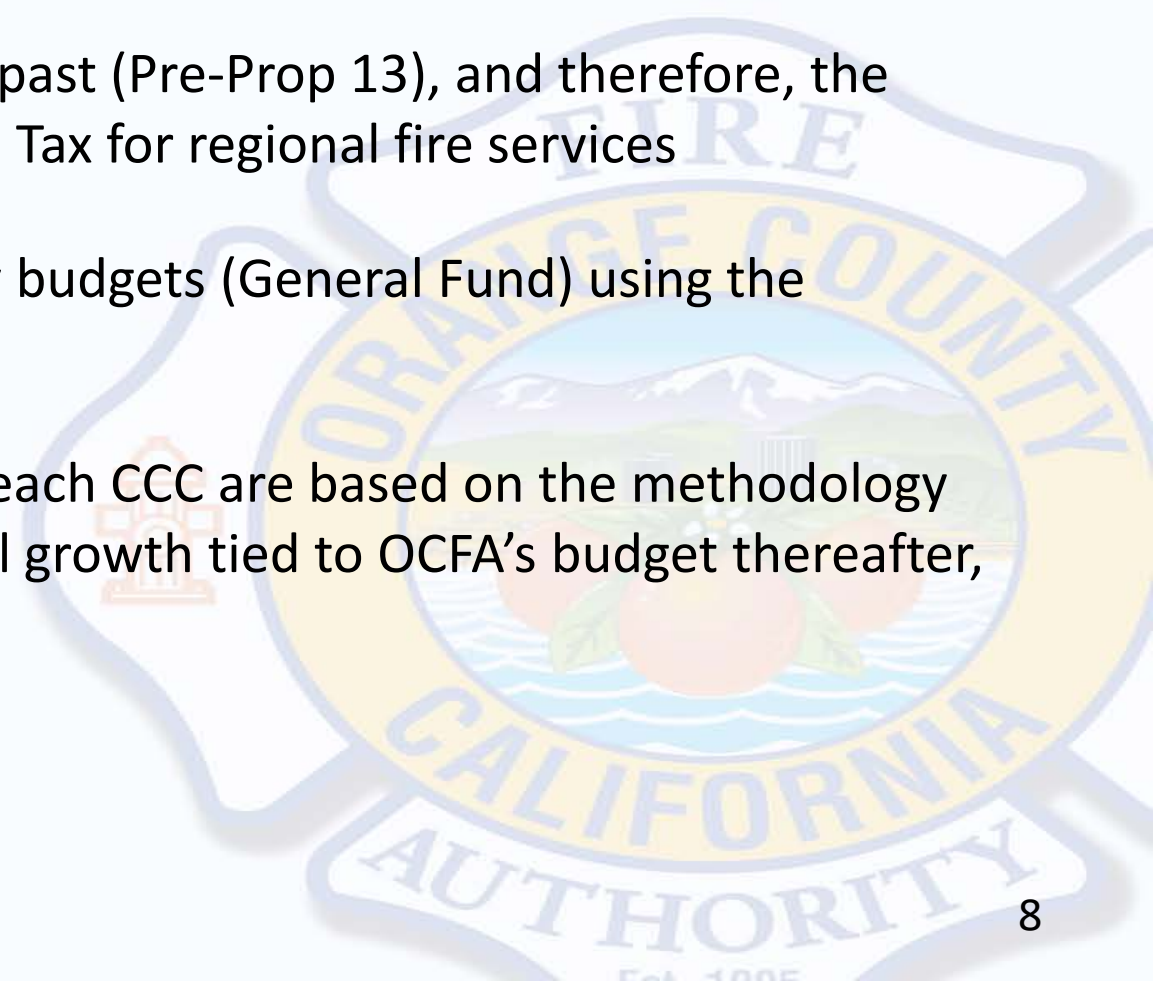 past (Pre-Prop 13), and therefore, the
Tax for regional fire services
budgets (General Fund) using the
each CCC are based on the methodology
growth tied to OCFA’s budget thereafter,
FIRE
ORANGE COUNTY
CALIFORNIA
AUTHORITY
8